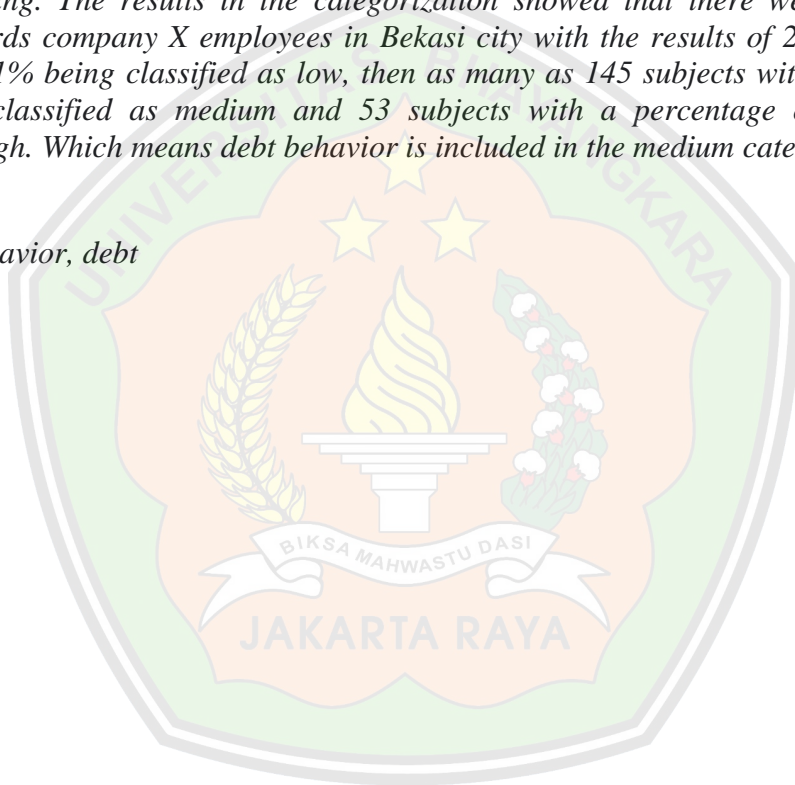 The results in the categorization showed that there we
rds company X employees in Bekasi city with the results of 2
1% being classified as low, then as many as 145 subjects wit
classified as medium and 53 subjects with a percentage
gh. Which means debt behavior is included in the medium cate
avior, debt
UNIVERSITAS BHAYANGKARA
BIKSA MAHWASTU DASI
JAKARTA RAYA